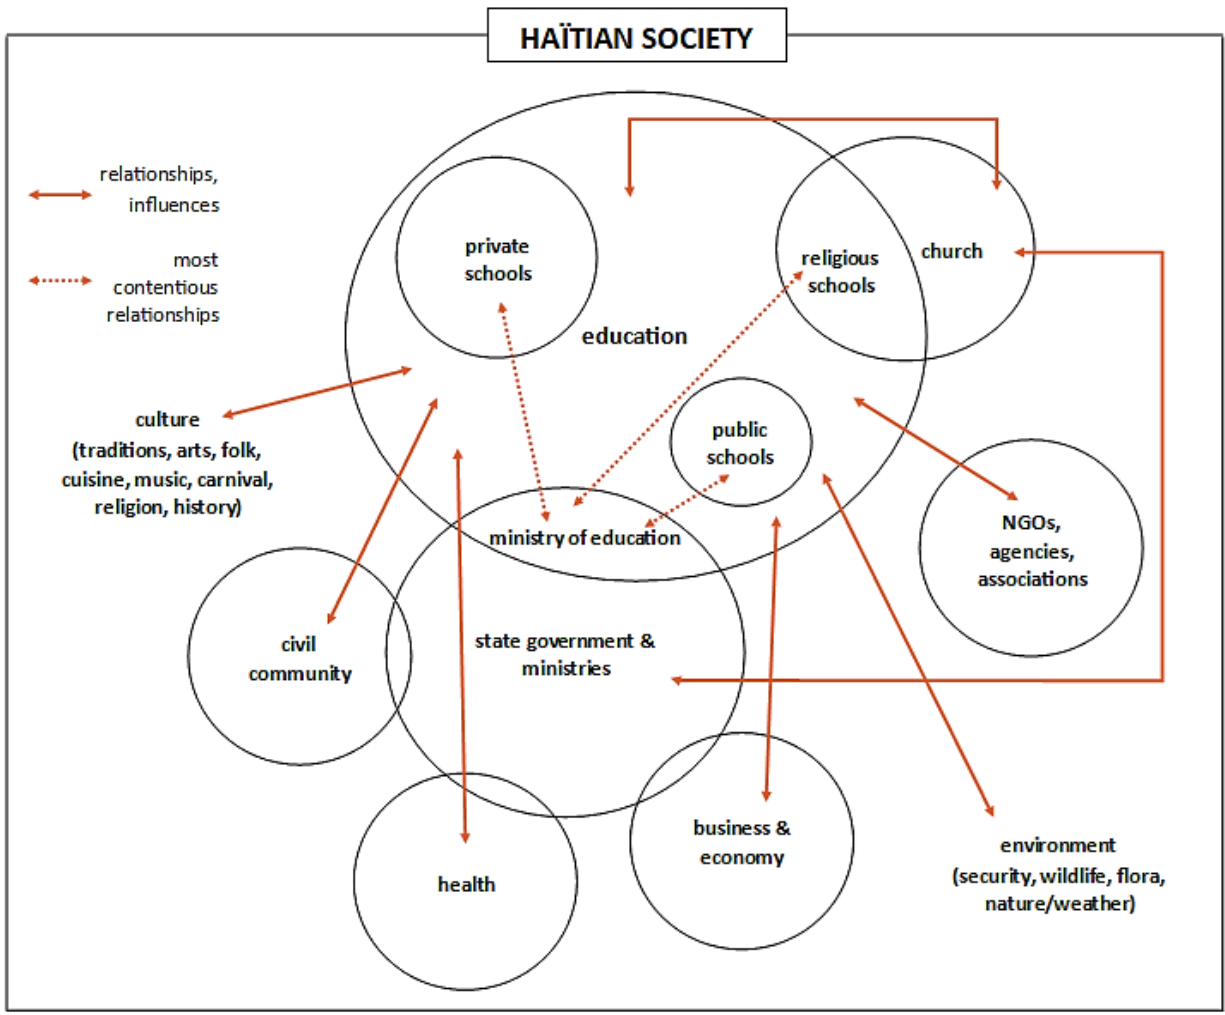 HAÏTIAN SOCIETY
relationships,
influences
most
contentious
relationships
private
schools
religious
schools
church
education
public
schools
culture
(traditions, arts, folk,
cuisine, music, carnival,
religion, history)
ministry of education
NGOs,
agencies,
associations
civil
community
state government &
ministries
business &
economy
health
environment
(security, wildlife, flora,
nature/weather)